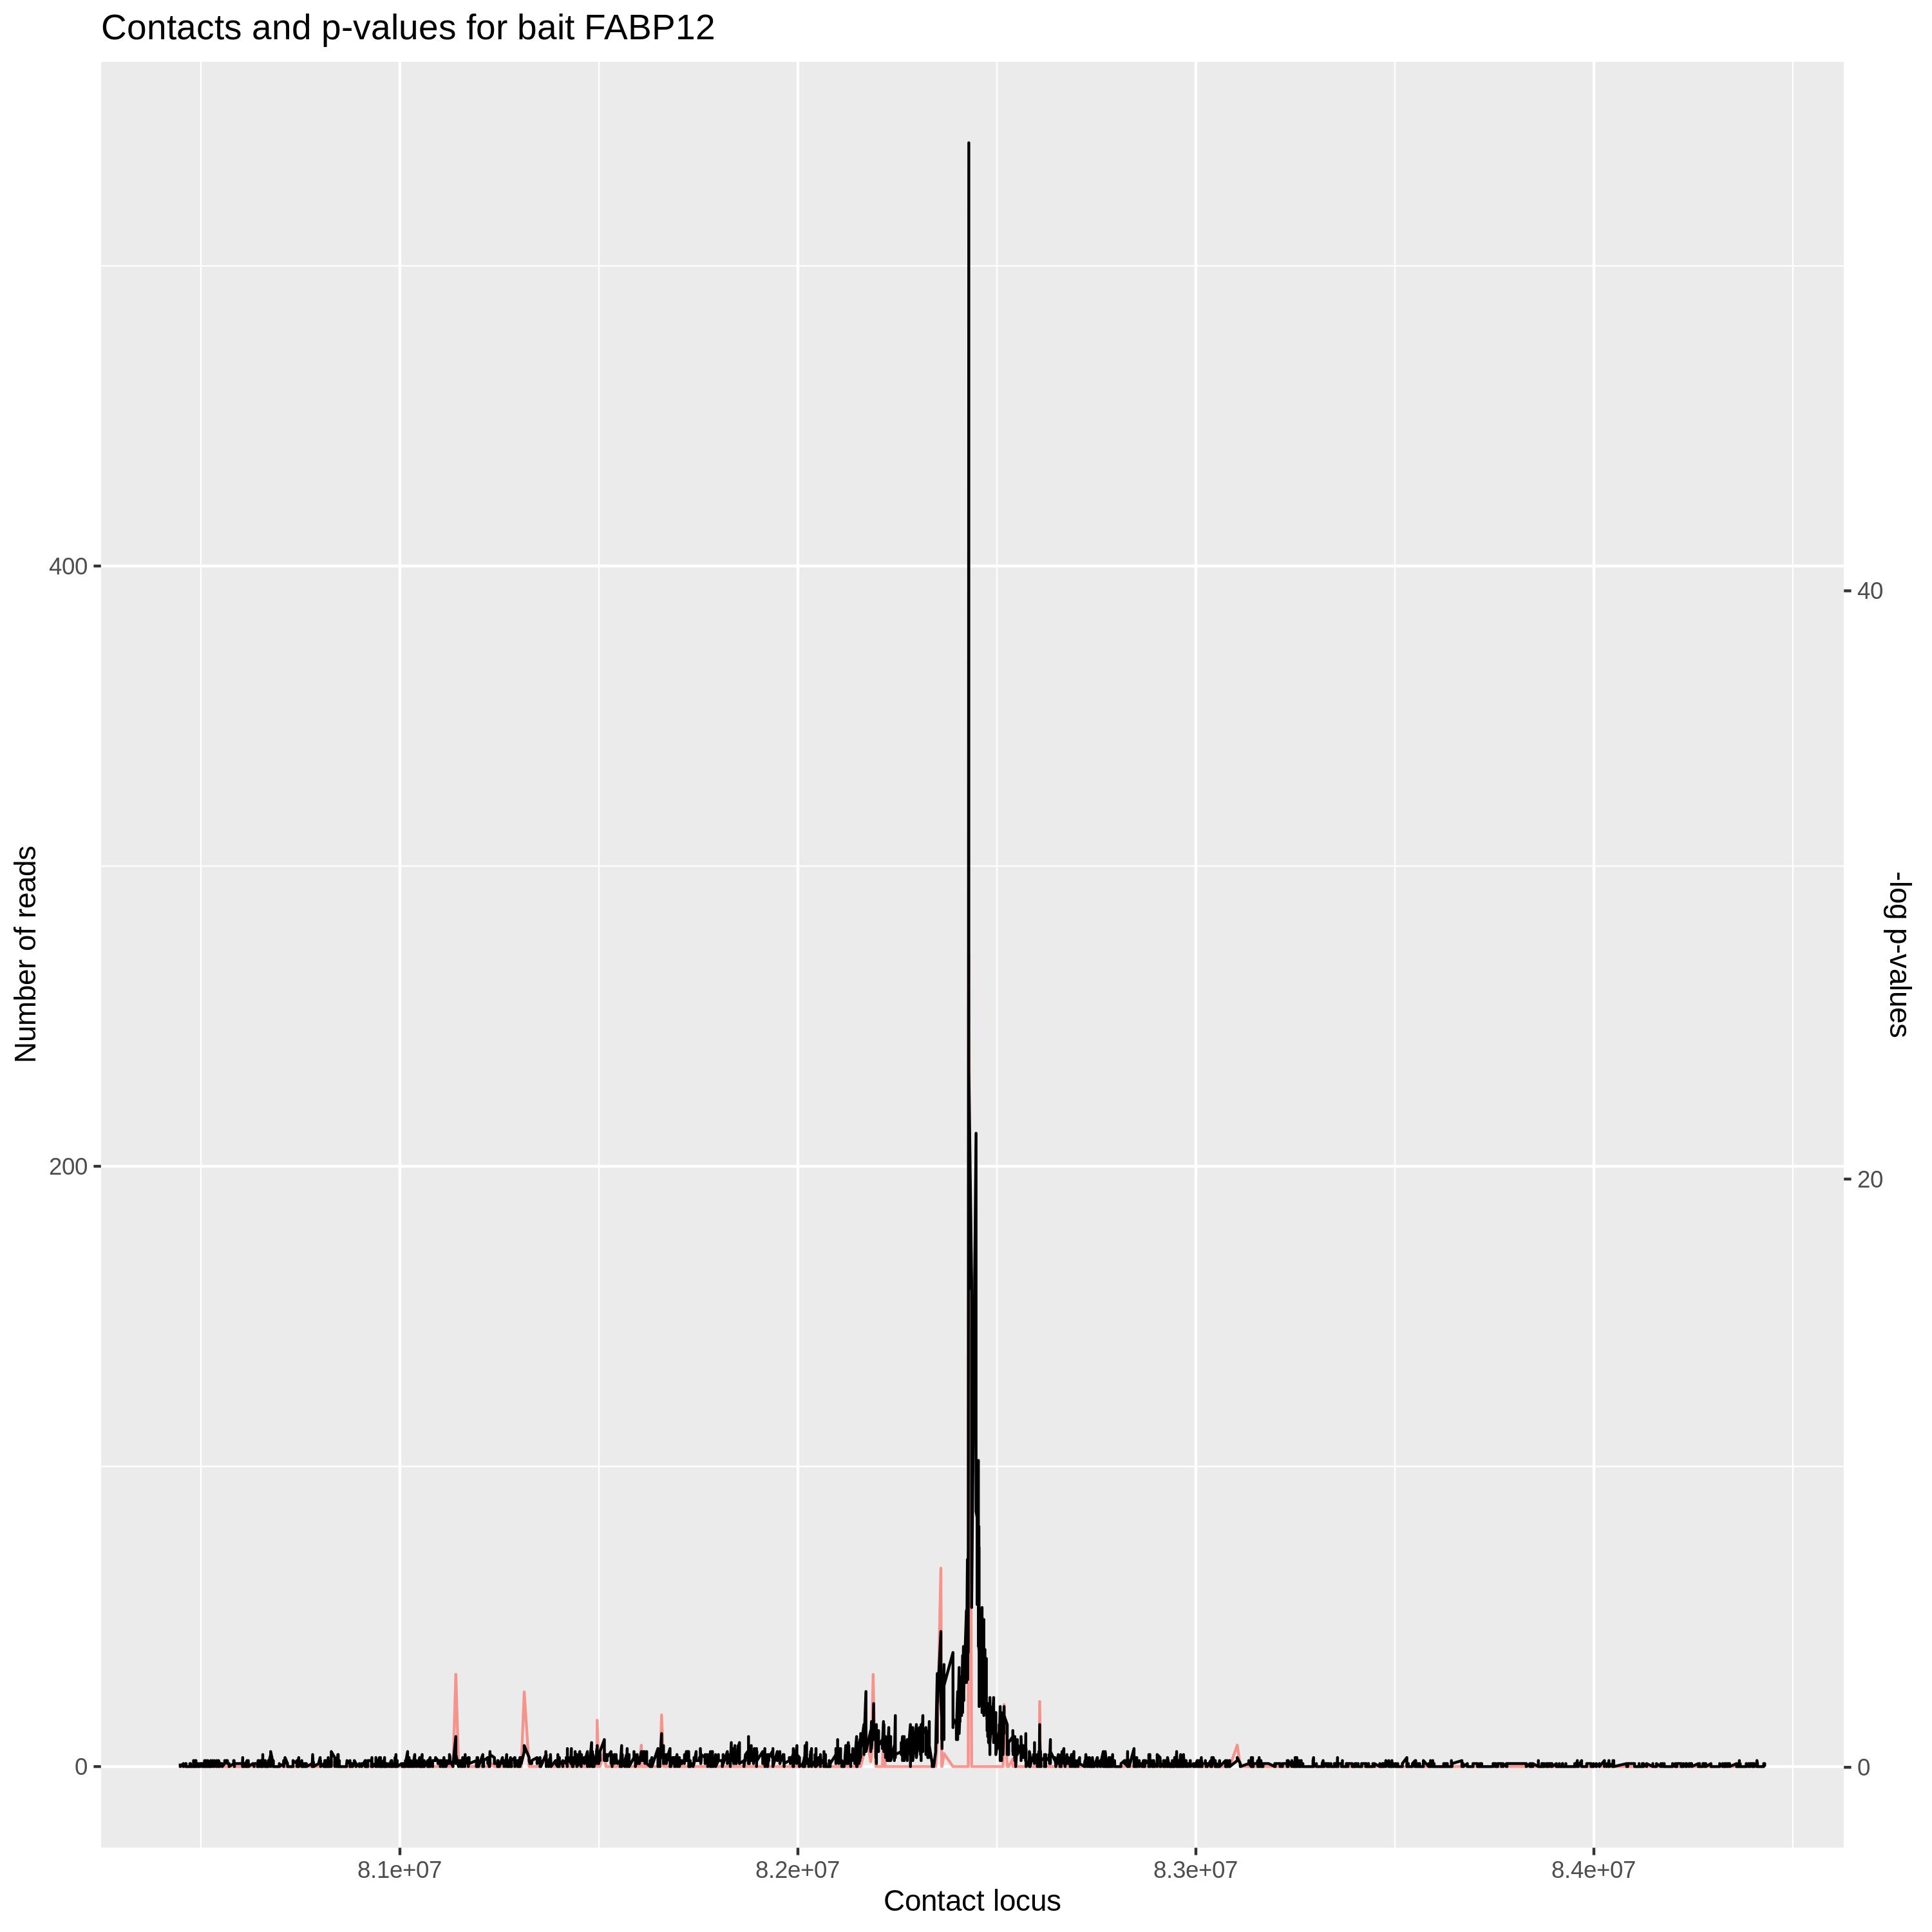 Contacts and p-values for bait FABP12
400
200
0
Number of reads
40
20
0
-log p-values
8.1e+07
8.2e+07
8.3e+07
8.4e+07
Contact locus